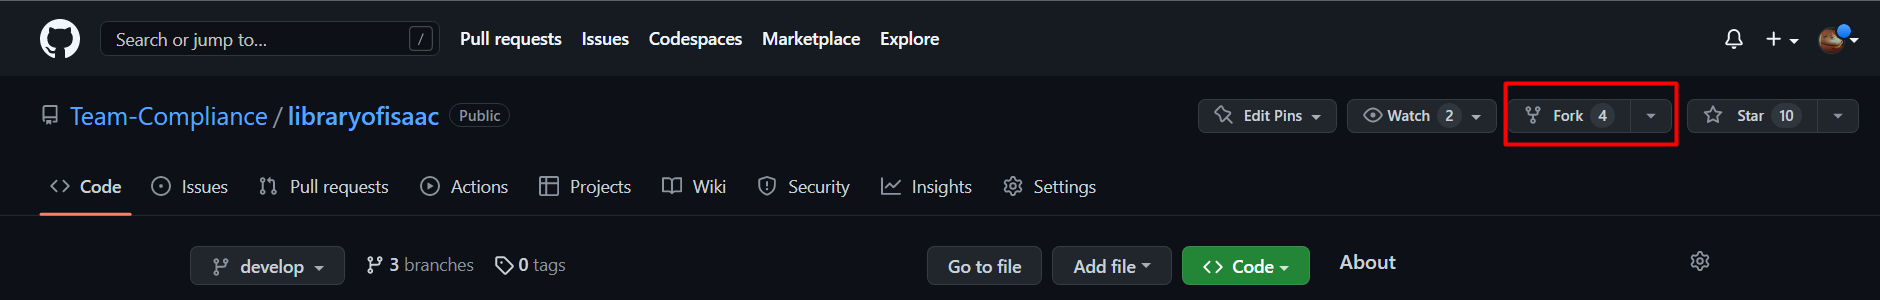 Search or jump to... / Pull requests Issues Codespaces Marketplace Explore
Team-Compliance / libraryofisaac Public Edit Pins Watch 2 Fork 4 Star 10
Code Issues Pull requests Actions Projects Wiki Security Insights Settings
develop 3 branches 0 tags Go to file Add file Code About